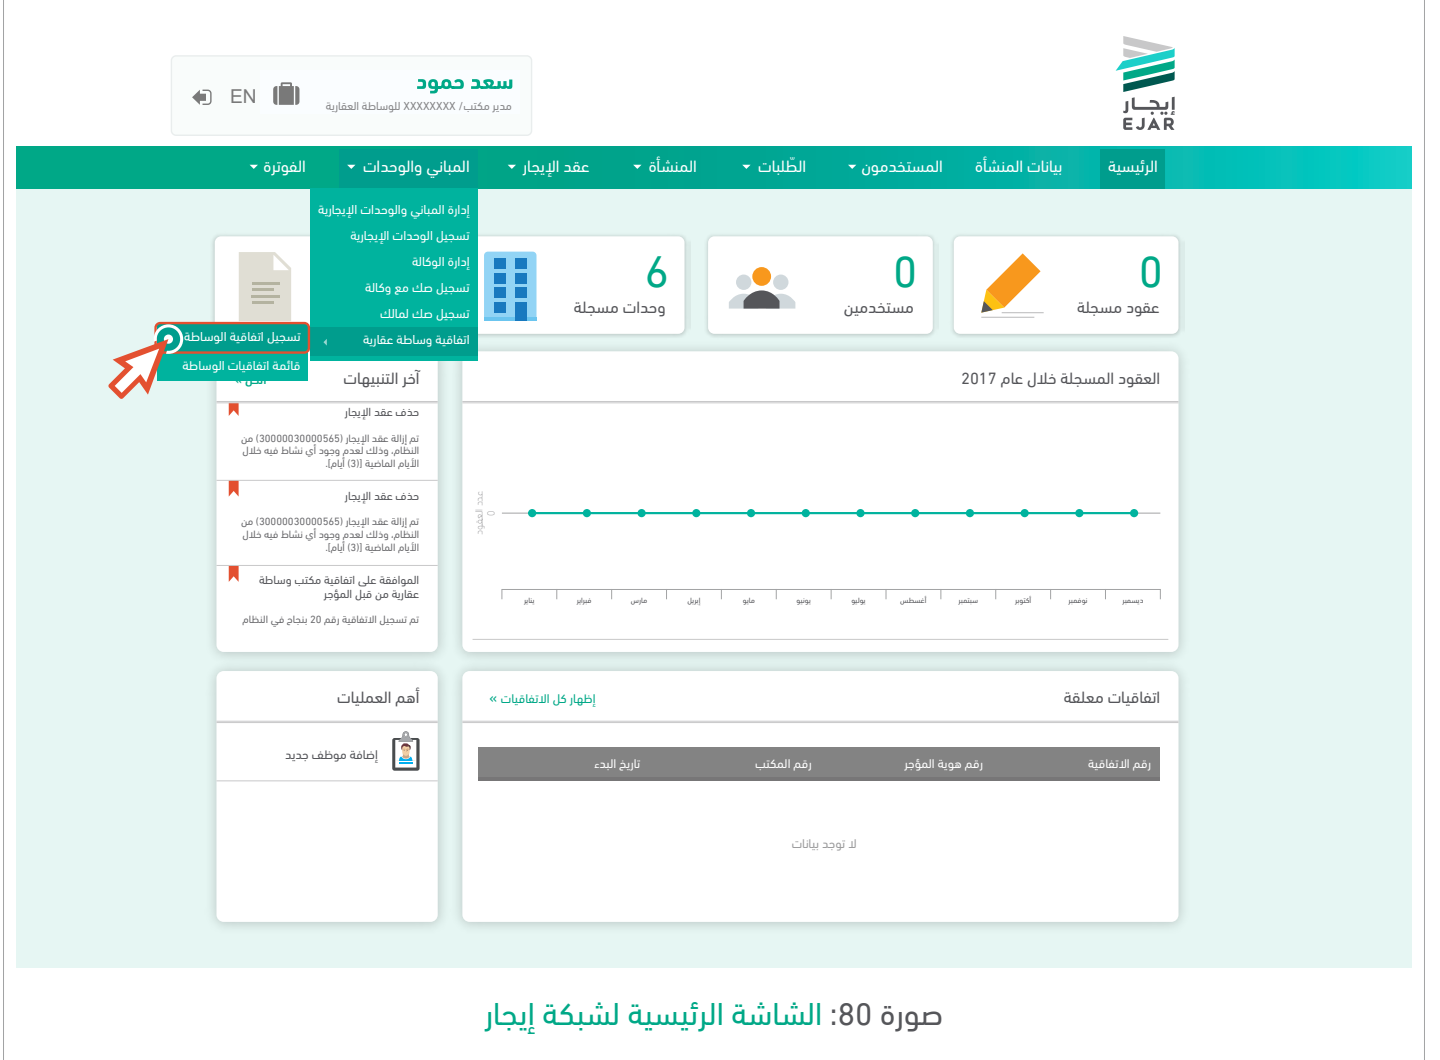 إيجـار
EJAR
سعد حمود
مدير مكتب/ XXXXXXXX للوساطة العقارية
EN
الرئيسية
بيانات المنشأة
المستخدمون
الطّلبات
المنشأة
عقد الإيجار
المباني والوحدات
الفوترة
إدارة المباني والوحدات الإيجارية
تسجيل الوحدات الإيجارية
إدارة الوكالة
تسجيل صك مع وكالة
تسجيل صك لمالك
اتفاقية وساطة عقارية
تسجيل اتفاقية الوساطة
قائمة اتفاقيات الوساطة
0
عقود مسجلة
0
مستخدمين
6
وحدات مسجلة
العقود المسجلة خلال عام 2017
عدد العقود
0
يناير
فبراير
مارس
إبريل
مايو
يونيو
يوليو
أغسطس
سبتمبر
أكتوبر
نوفمبر
ديسمبر
آخر التنبيهات
حذف عقد الإيجار
تم إزالة عقد الإيجار (30000030000565) من
النظام، وذلك لعدم وجود أي نشاط فيه خلال
الأيام الماضية [(3) أيام].
حذف عقد الإيجار
تم إزالة عقد الإيجار (30000030000565) من
النظام، وذلك لعدم وجود أي نشاط فيه خلال
الأيام الماضية [(3) أيام].
الموافقة على اتفاقية مكتب وساطة
عقارية من قبل المؤجر
تم تسجيل الاتفاقية رقم 20 بنجاح في النظام
اتفاقيات معلقة
إظهار كل الاتفاقيات »
رقم الاتفاقية
رقم هوية المؤجر
رقم المكتب
تاريخ البدء
لا توجد بيانات
أهم العمليات
إضافة موظف جديد
صورة 80: الشاشة الرئيسية لشبكة إيجار